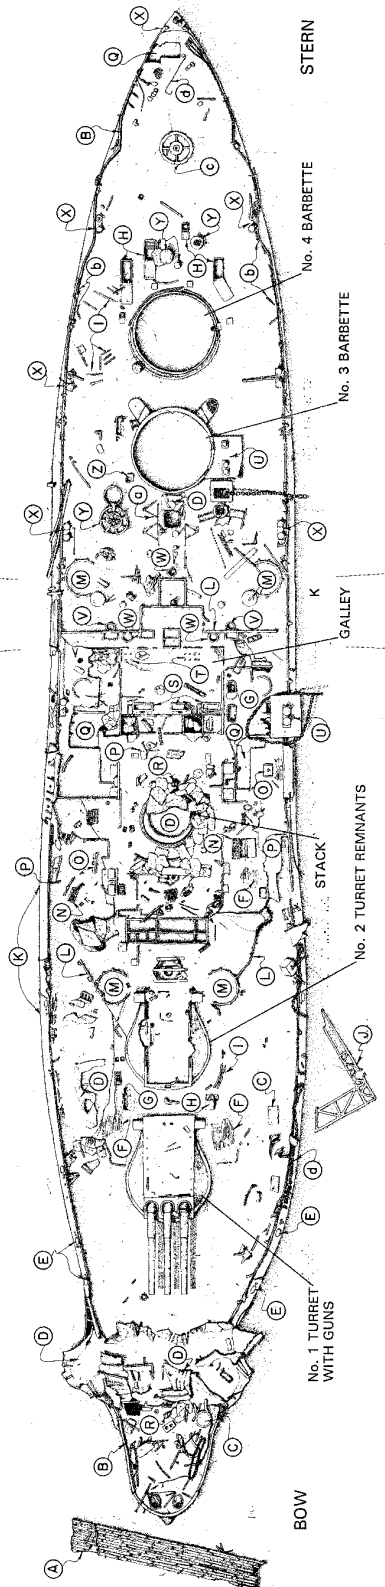 X
Q
STERN
d
B
c
X
H
Y
Y
X
H
b
b
No. 4 BARBETTE
I
X
No. 3 BARBETTE
Z
a
D
U
X
Y
X
M
W
L
M
K
V
W
W
V
GALLEY
S
T
G
Q
P
Q
U
R
O
D
N
O
STACK
P
N
F
P
K
L
M
M
L
No. 2 TURRET REMNANTS
D
G
I
J
H
F
F
C
d
E
E
E
No. 1 TURRET
WITH GUNS
D
D
R
B
C
BOW
A